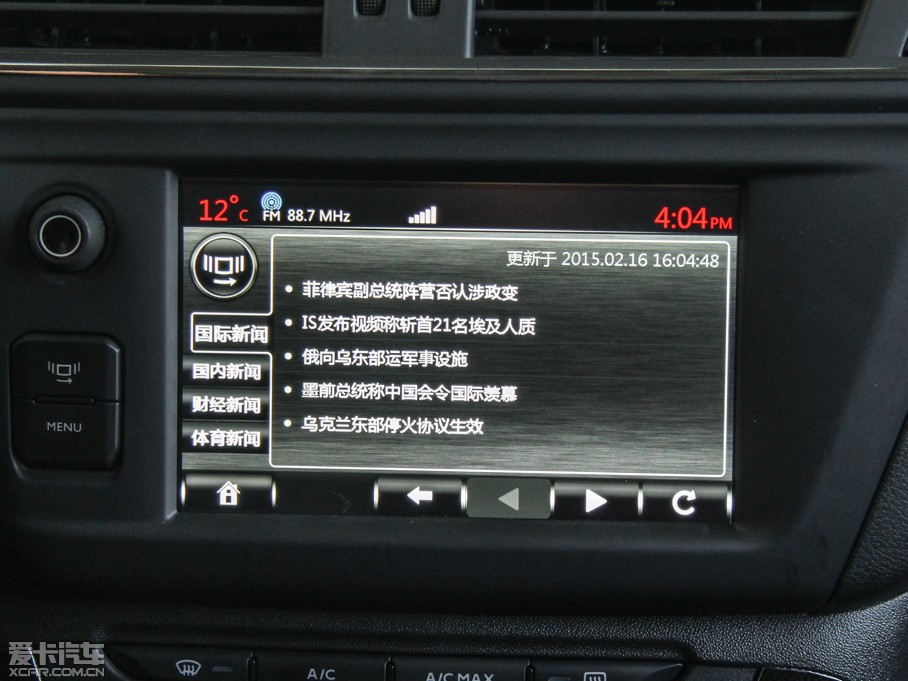 12°C FM 88.7 MHz 4:04PM
更新于 2015.02.16 16:04:48
菲律宾副总统阵营否认涉政变
国际新闻
IS发布视频称斩首21名埃及人质
国内新闻
俄向乌东部运军事设施
财经新闻
墨前总统称中国会令国际羡慕
体育新闻
乌克兰东部停火协议生效
MENU
A/C
A/C MAX
爱卡汽车
XCAR.COM.CN